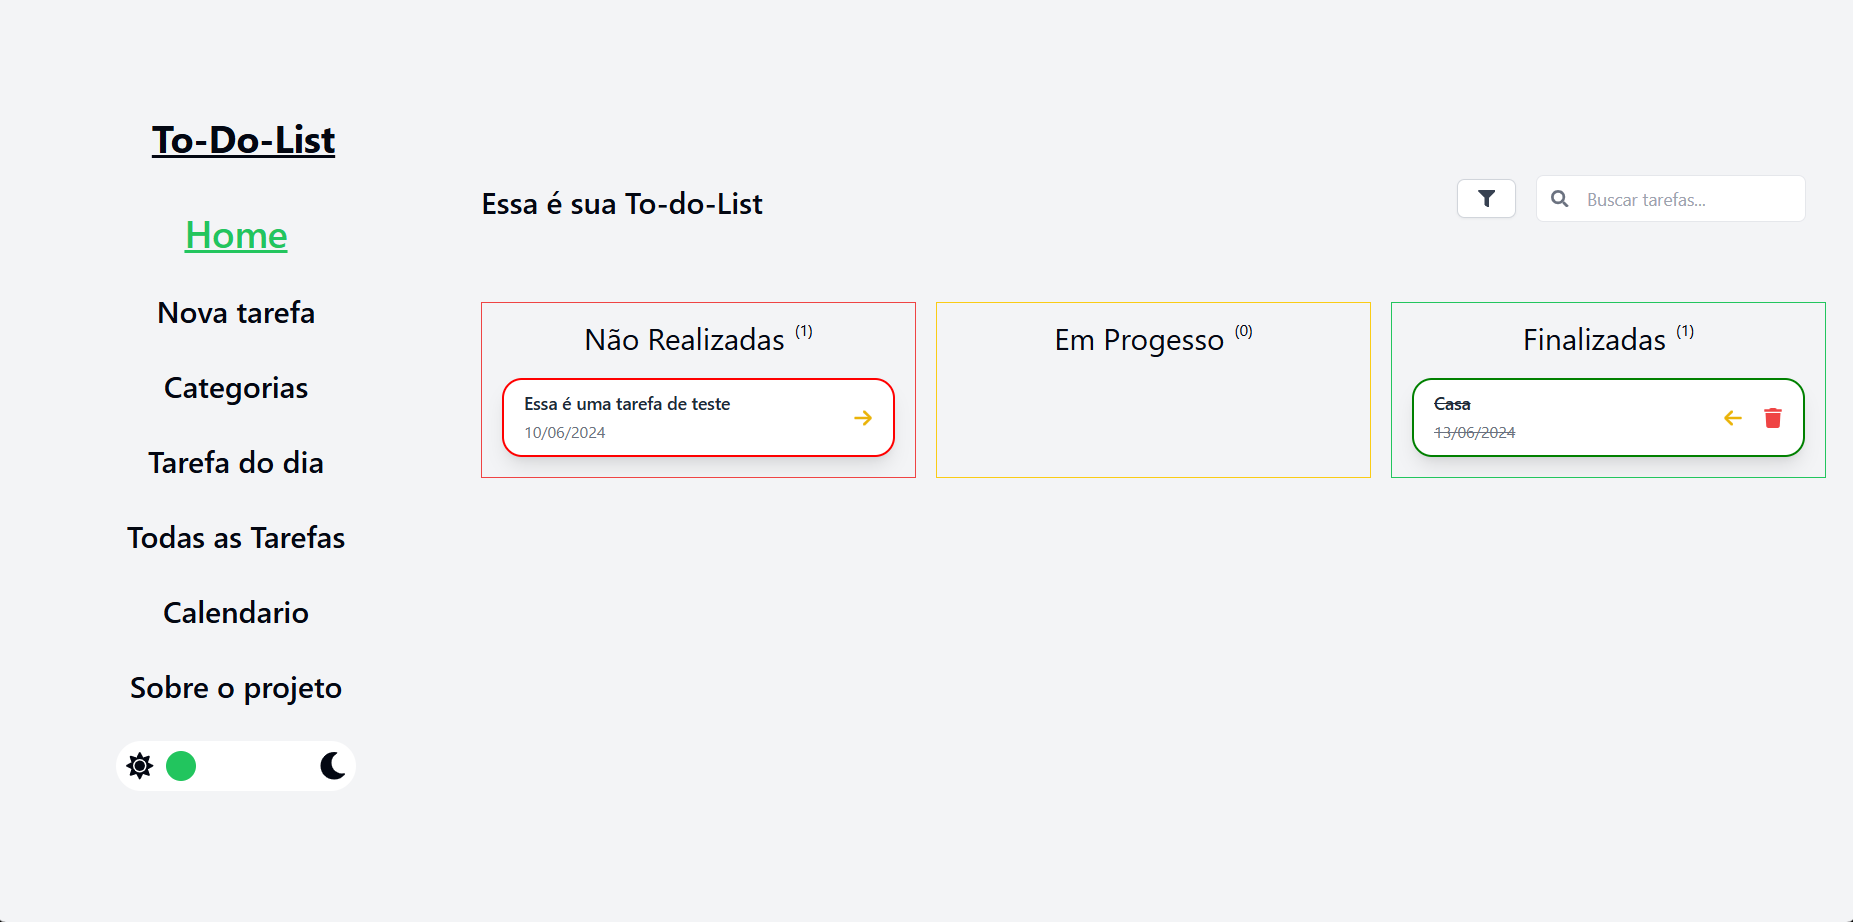 To-Do-List
Home
Nova tarefa
Categorias
Tarefa do dia
Todas as Tarefas
Calendario
Sobre o projeto
Essa é sua To-do-List
Buscar tarefas...
Não Realizadas (1)
Essa é uma tarefa de teste
10/06/2024
Em Progesso (0)
Finalizadas (1)
Casa
13/06/2024